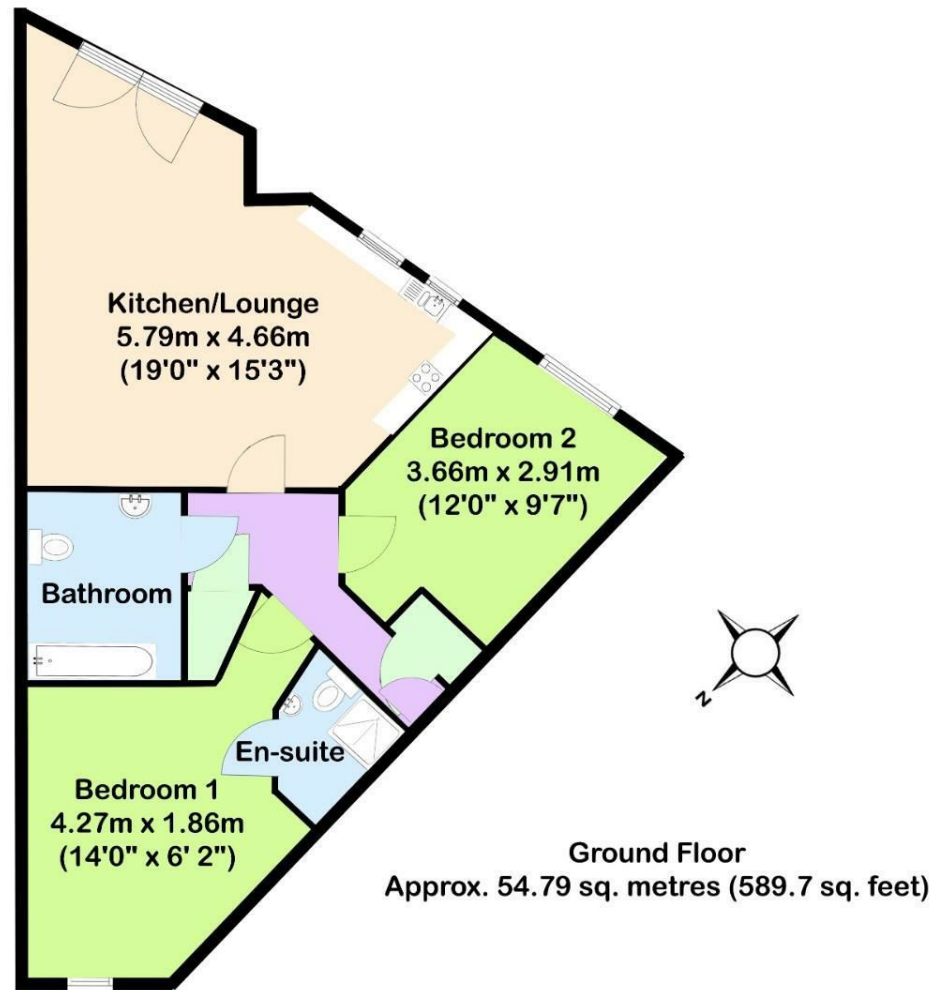 Kitchen/Lounge
5.79m x 4.66m
(19'0" x 15'3")
Bedroom 2
3.66m x 2.91m
(12'0" x 9'7")
Bathroom
En-suite
Bedroom 1
4.27m x 1.86m
(14'0" x 6' 2")
N
Ground Floor
Approx. 54.79 sq. metres (589.7 sq. feet)